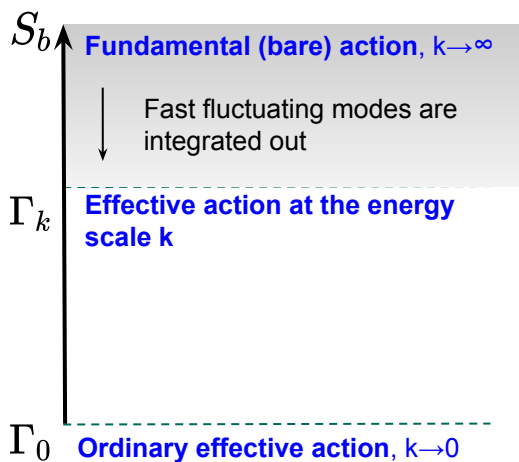 S_b Fundamental (bare) action, k→∞
Fast fluctuating modes are
integrated out
Γ_k Effective action at the energy
scale k
Γ_0 Ordinary effective action, k→0